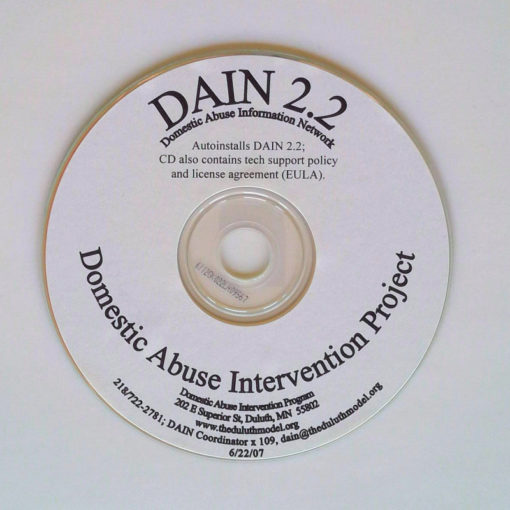 DAIN 2.2
Domestic Abuse Information Network
Autoinstalls DAIN 2.2;
CD also contains tech support policy
and license agreement (EULA).
Domestic Abuse Intervention Project
Domestic Abuse Intervention Program
202 E Superior St, Duluth, MN 55802
www.theduluthmodel.org
218/722-2781; DAIN Coordinator x 109, dain@theduluthmodel.org
6/22/07